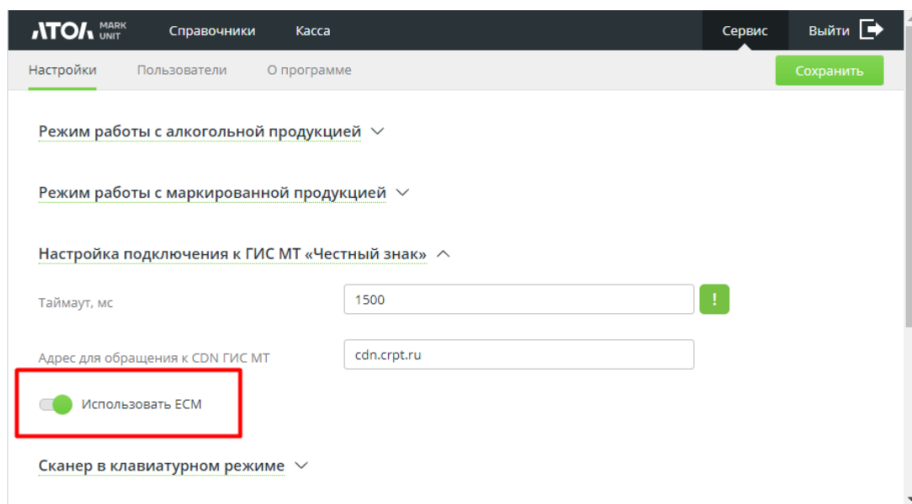 АТОЛ MARK UNIT Справочники Касса Сервис Выйти
Настройки Пользователи О программе Сохранить
Режим работы с алкогольной продукцией
Режим работы с маркированной продукцией
Настройка подключения к ГИС МТ «Честный знак»
Таймаут, мс 1500 !
Адрес для обращения к CDN ГИС МТ cdn.crpt.ru
Использовать ЕСМ
Сканер в клавиатурном режиме